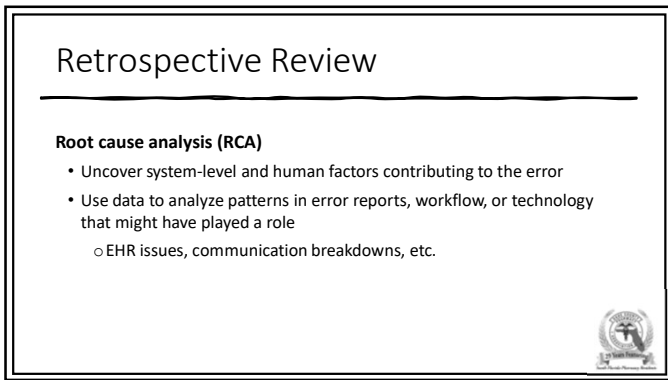 Retrospective Review
Root cause analysis (RCA)
• Uncover system-level and human factors contributing to the error
• Use data to analyze patterns in error reports, workflow, or technology
that might have played a role
o EHR issues, communication breakdowns, etc.